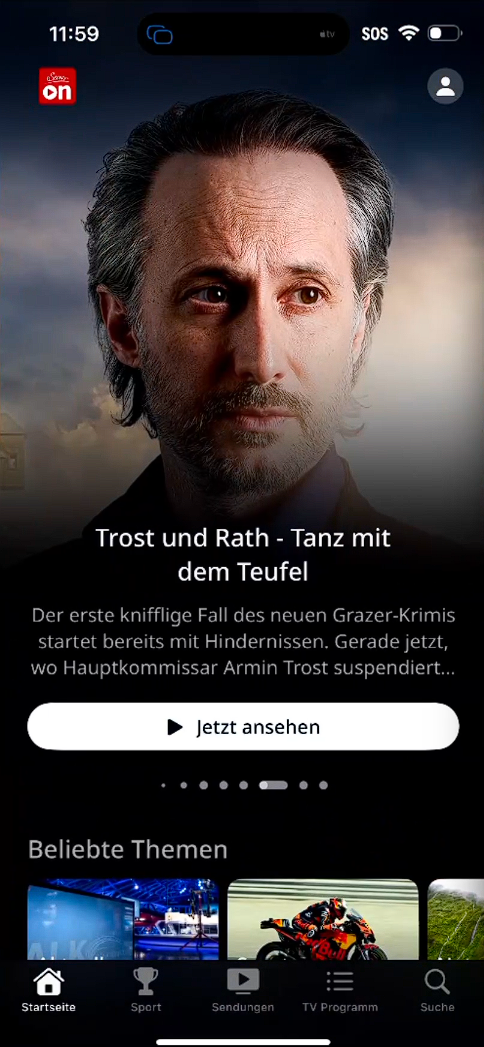 11:59
tv
SOS
Servus
on
Trost und Rath - Tanz mit
dem Teufel
Der erste knifflige Fall des neuen Grazer-Krimis
startet bereits mit Hindernissen. Gerade jetzt,
wo Hauptkommissar Armin Trost suspendiert...
Jetzt ansehen
Beliebte Themen
Startseite
Sport
Sendungen
TV Programm
Suche